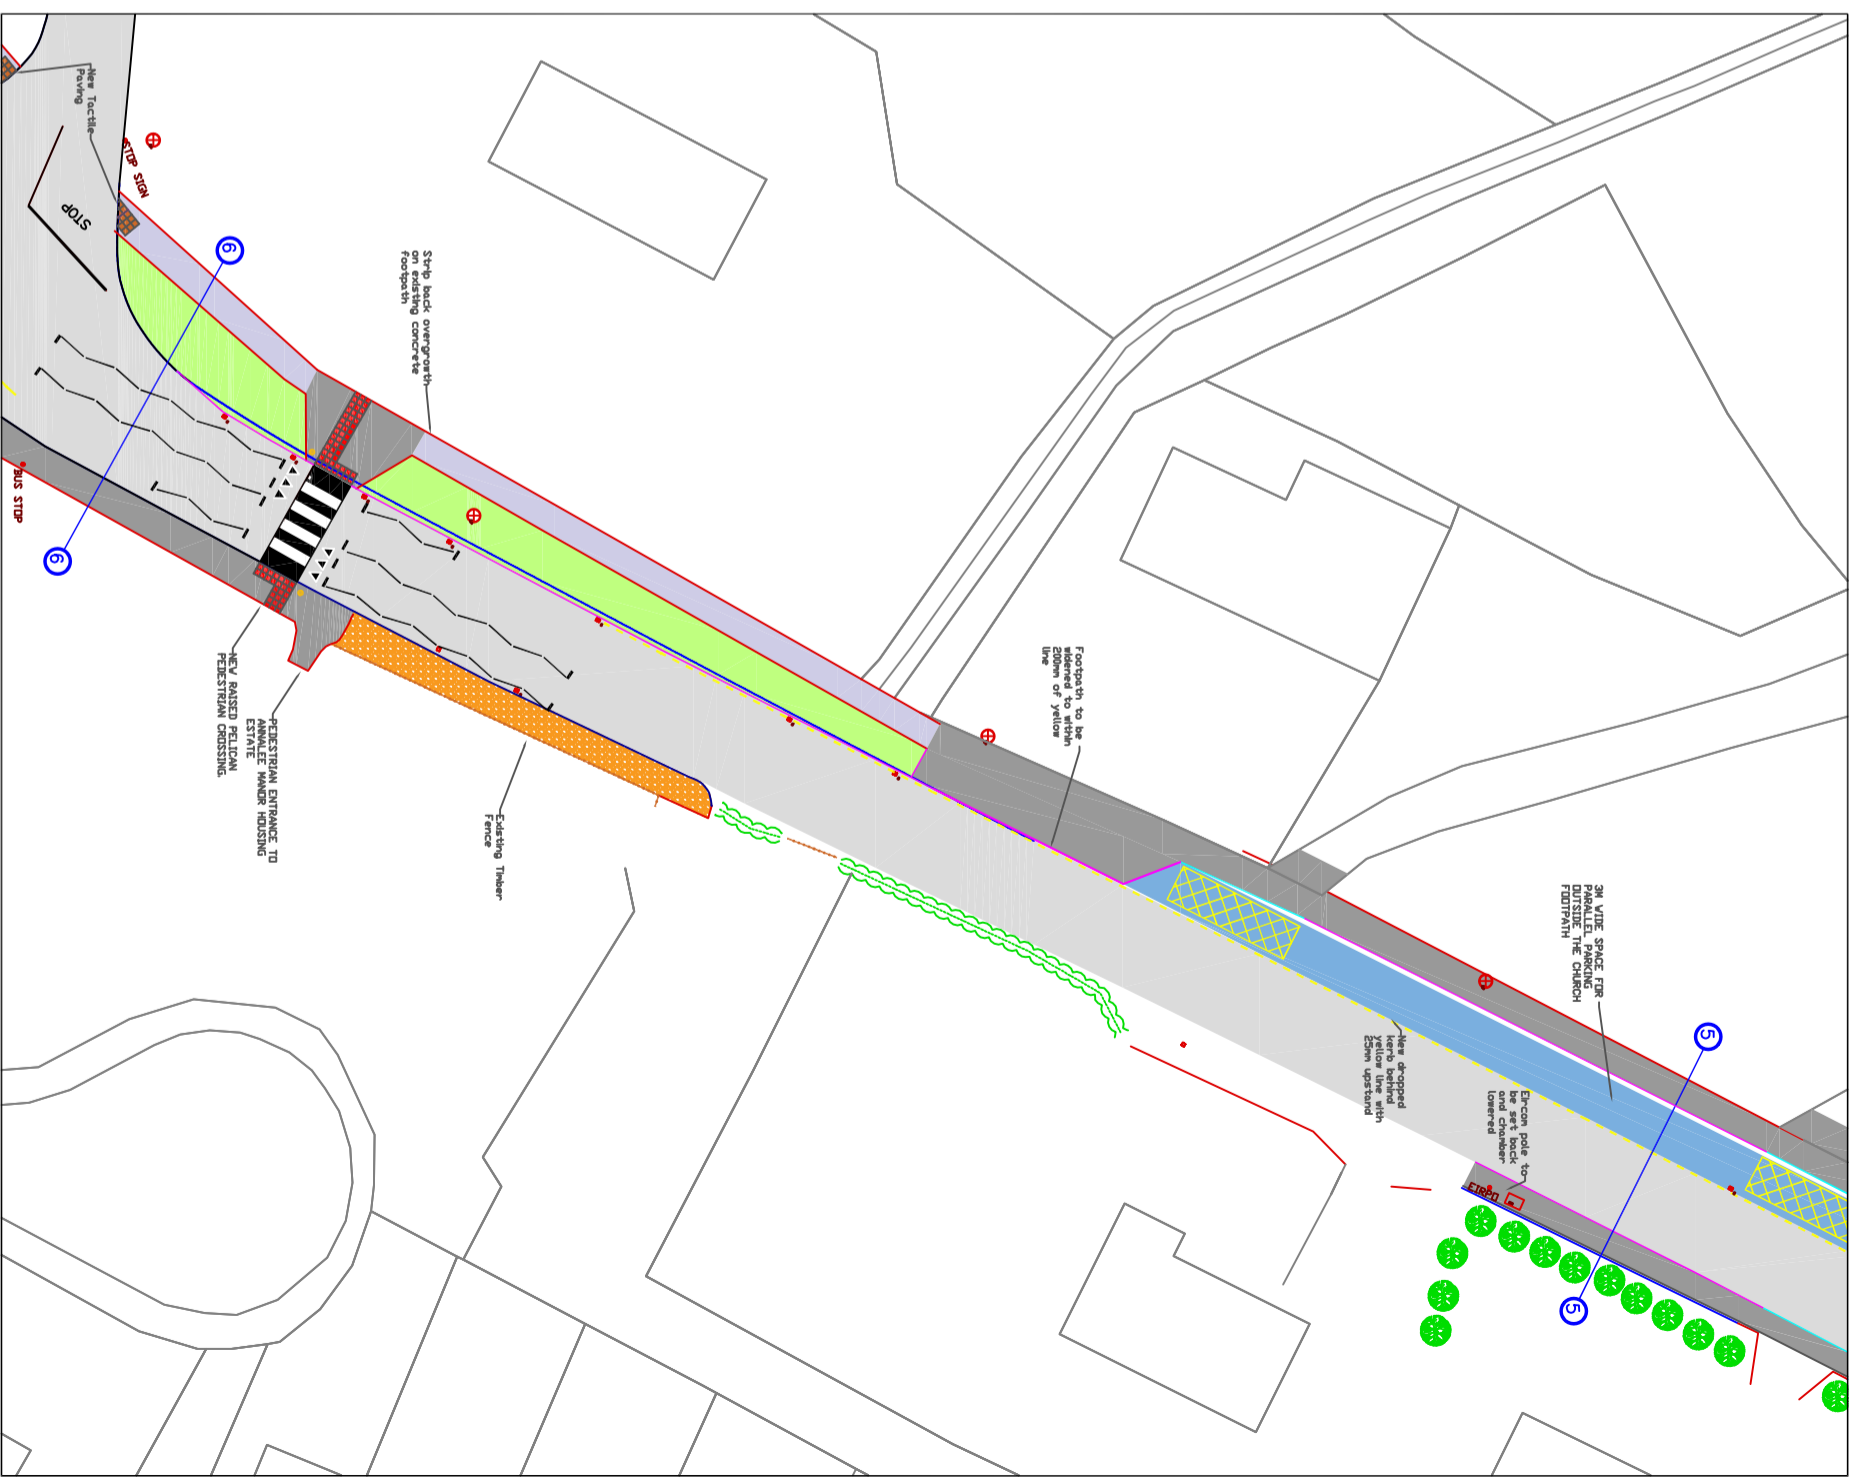 New Tactile
Paving
STOP SIGN
STOP
6
6
BUS STOP
Strip back overgrowth
on existing concrete
footpath
NEW RAISED PELICAN
PEDESTRIAN CROSSING.
PEDESTRIAN ENTRANCE TO
ANNALEE MANOR HOUSING
ESTATE
Existing Timber
Fence
Footpath to be
widened to within
200mm of yellow
line
3M WIDE SPACE FOR
PARALLEL PARKING
OUTSIDE THE CHURCH
FOOTPATH
New dropped
kerb behind
yellow line with
25mm upstand
Eircom pole to
be set back
and chamber
lowered
EIRPO
5
5